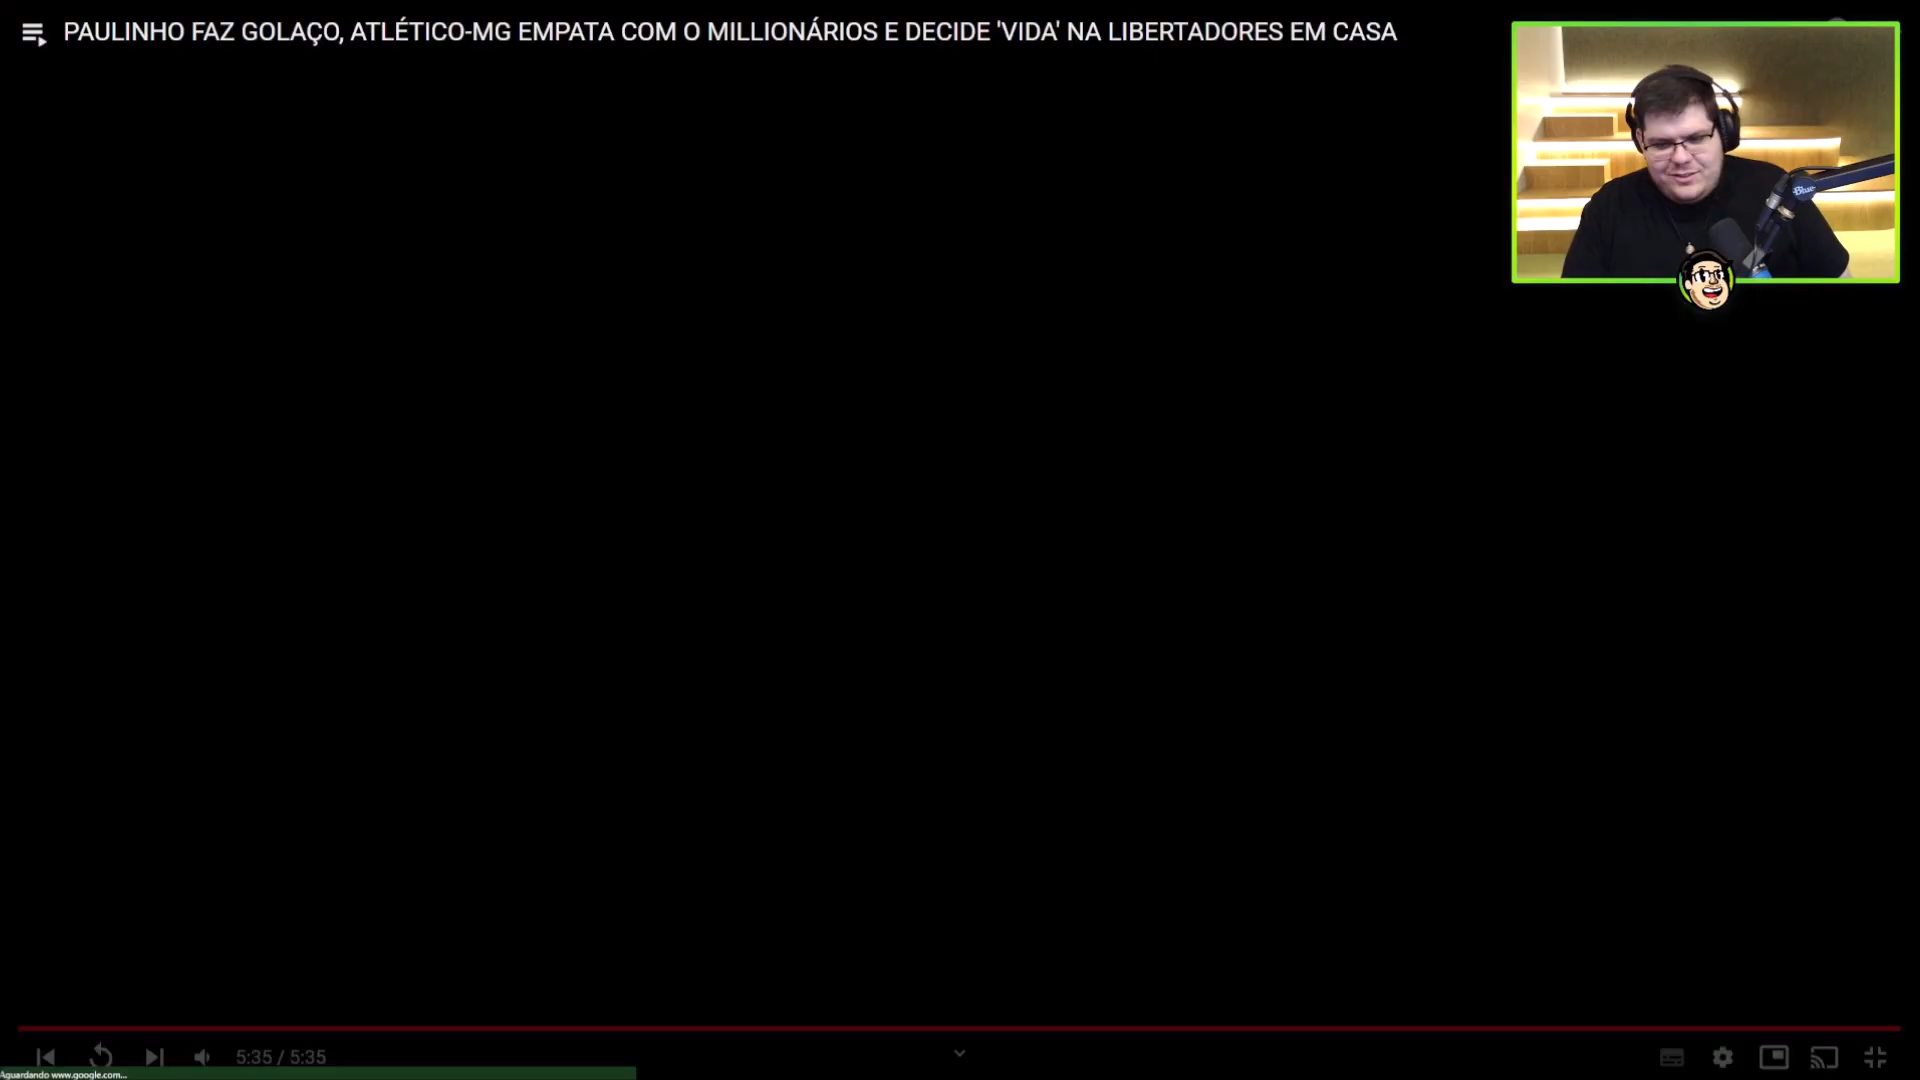 PAULINHO FAZ GOLAÇO, ATLÉTICO-MG EMPATA COM O MILLIONÁRIOS E DECIDE 'VIDA' NA LIBERTADORES EM CASA
Blue
5:35 / 5:35
Aguardando www.google.com...